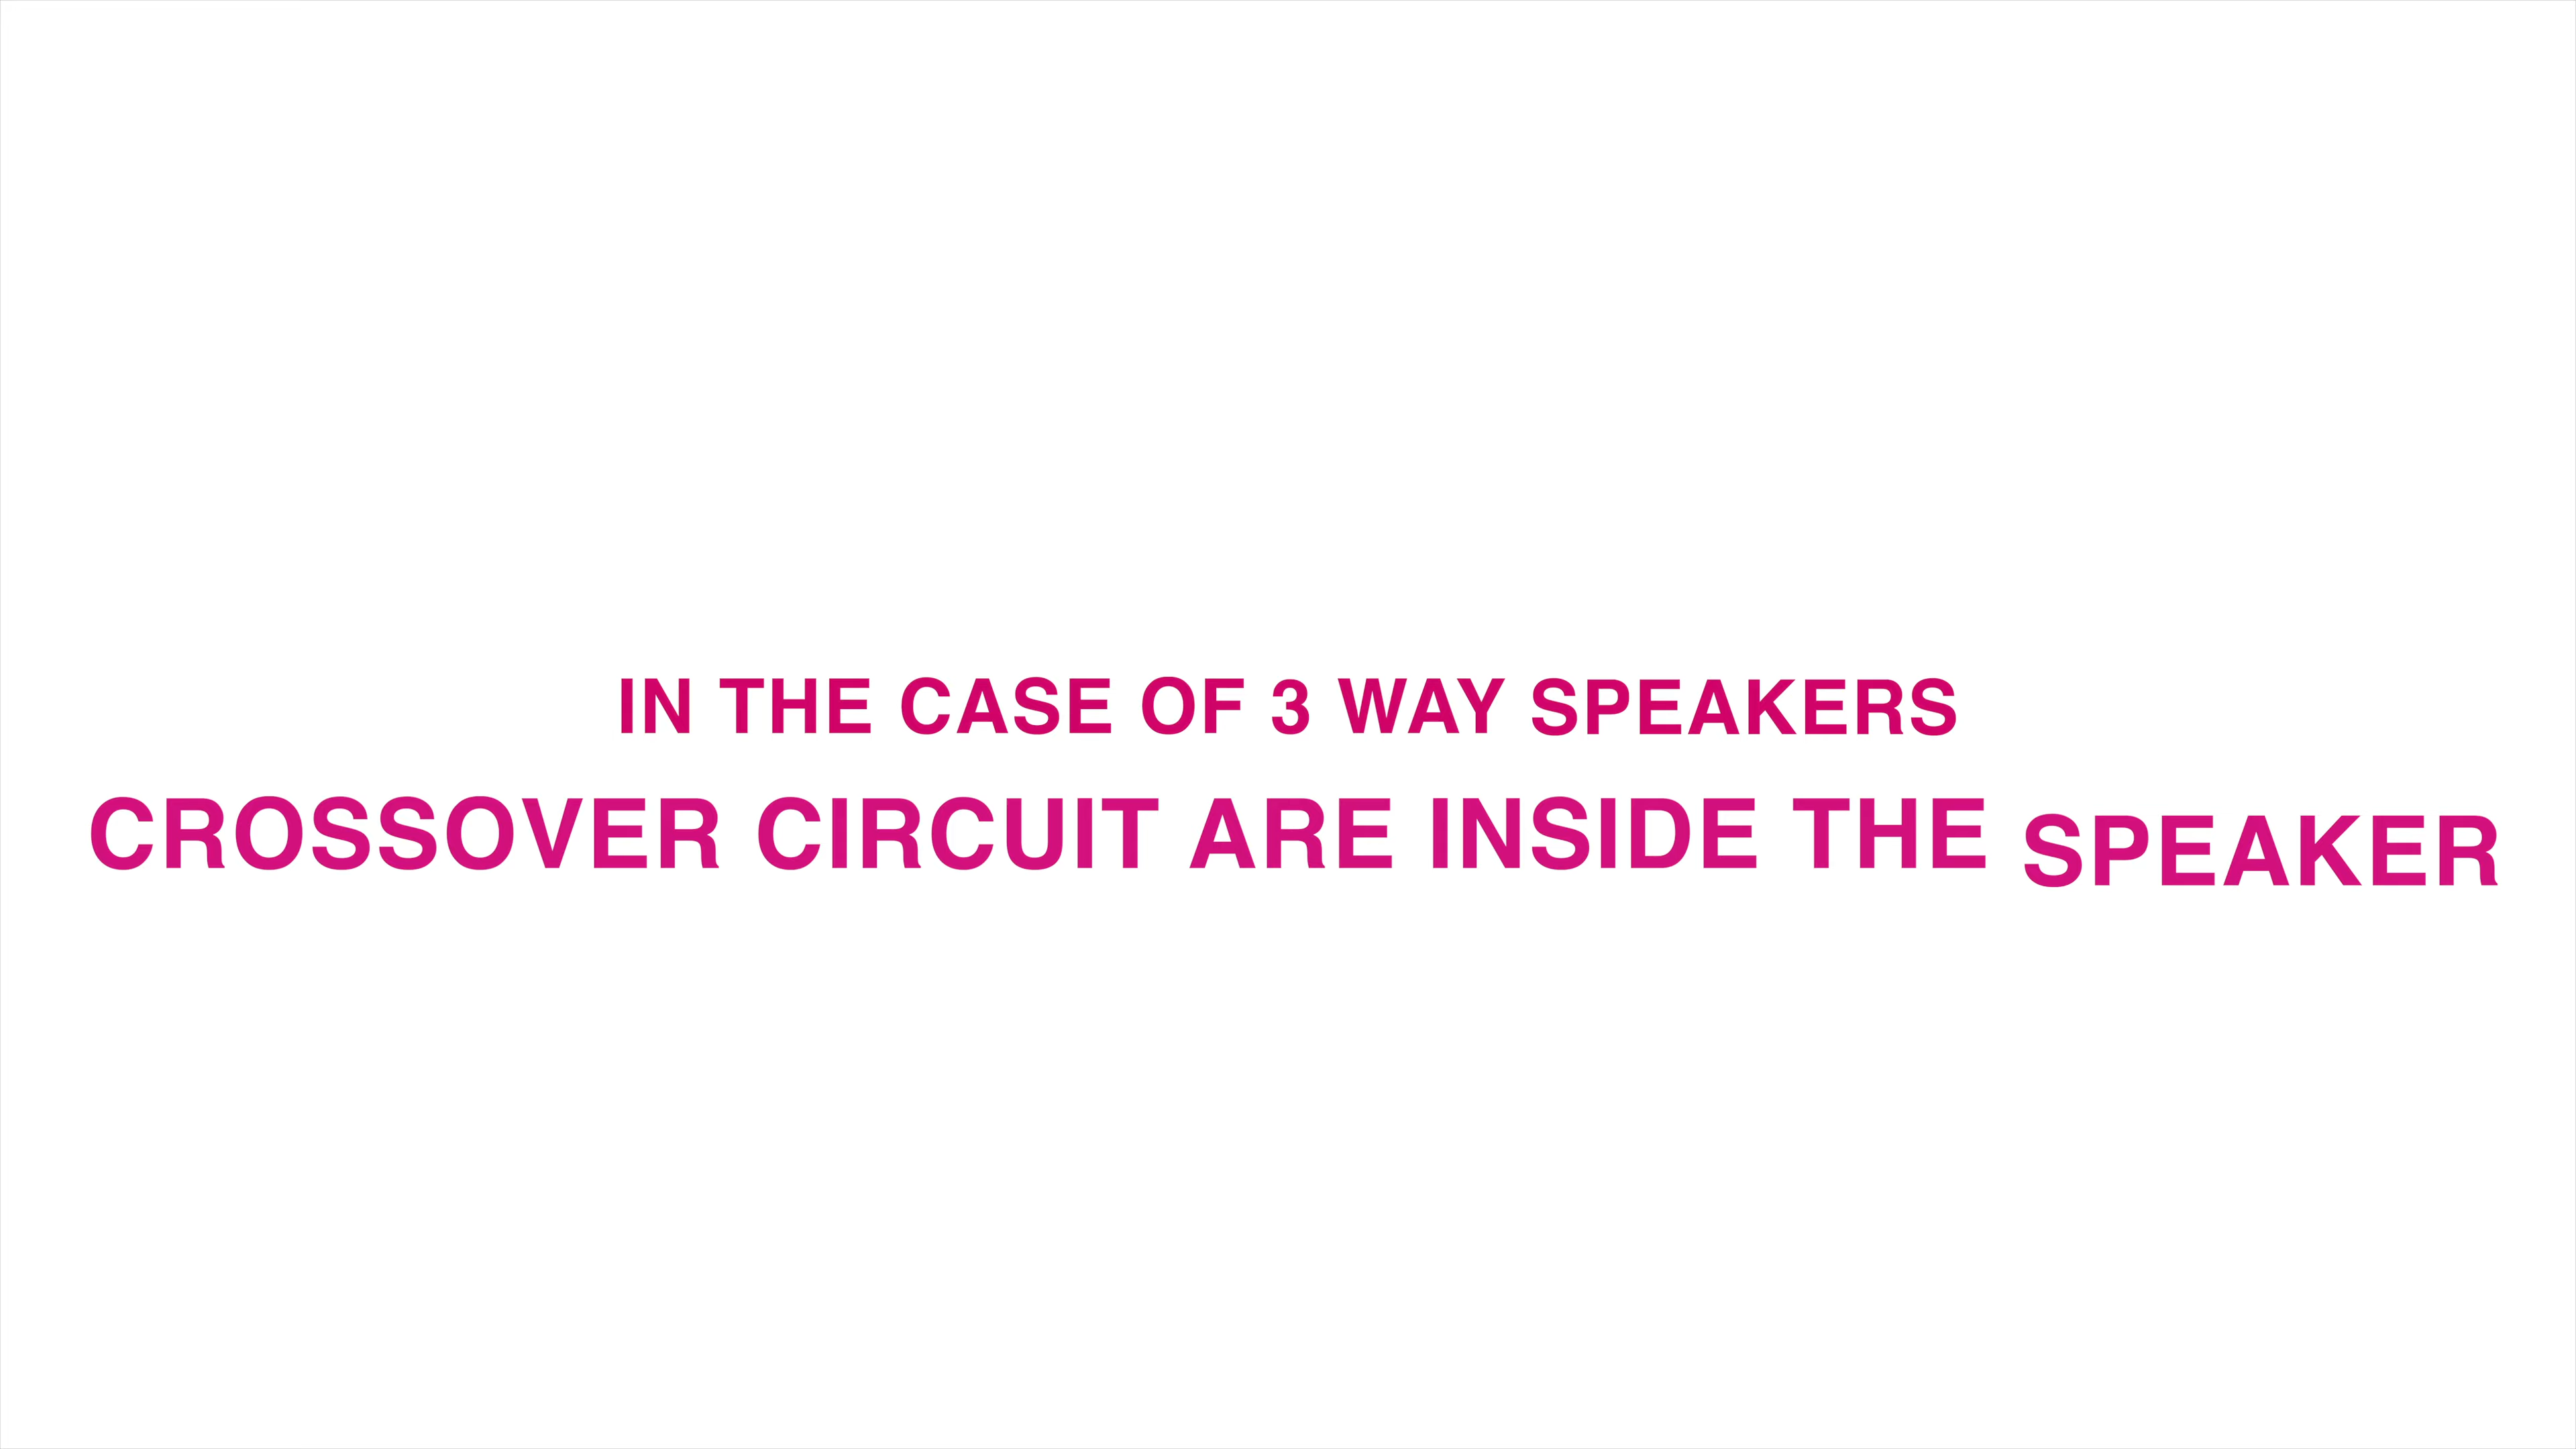 IN THE CASE OF 3 WAY SPEAKERS
CROSSOVER CIRCUIT ARE INSIDE THE SPEAKER